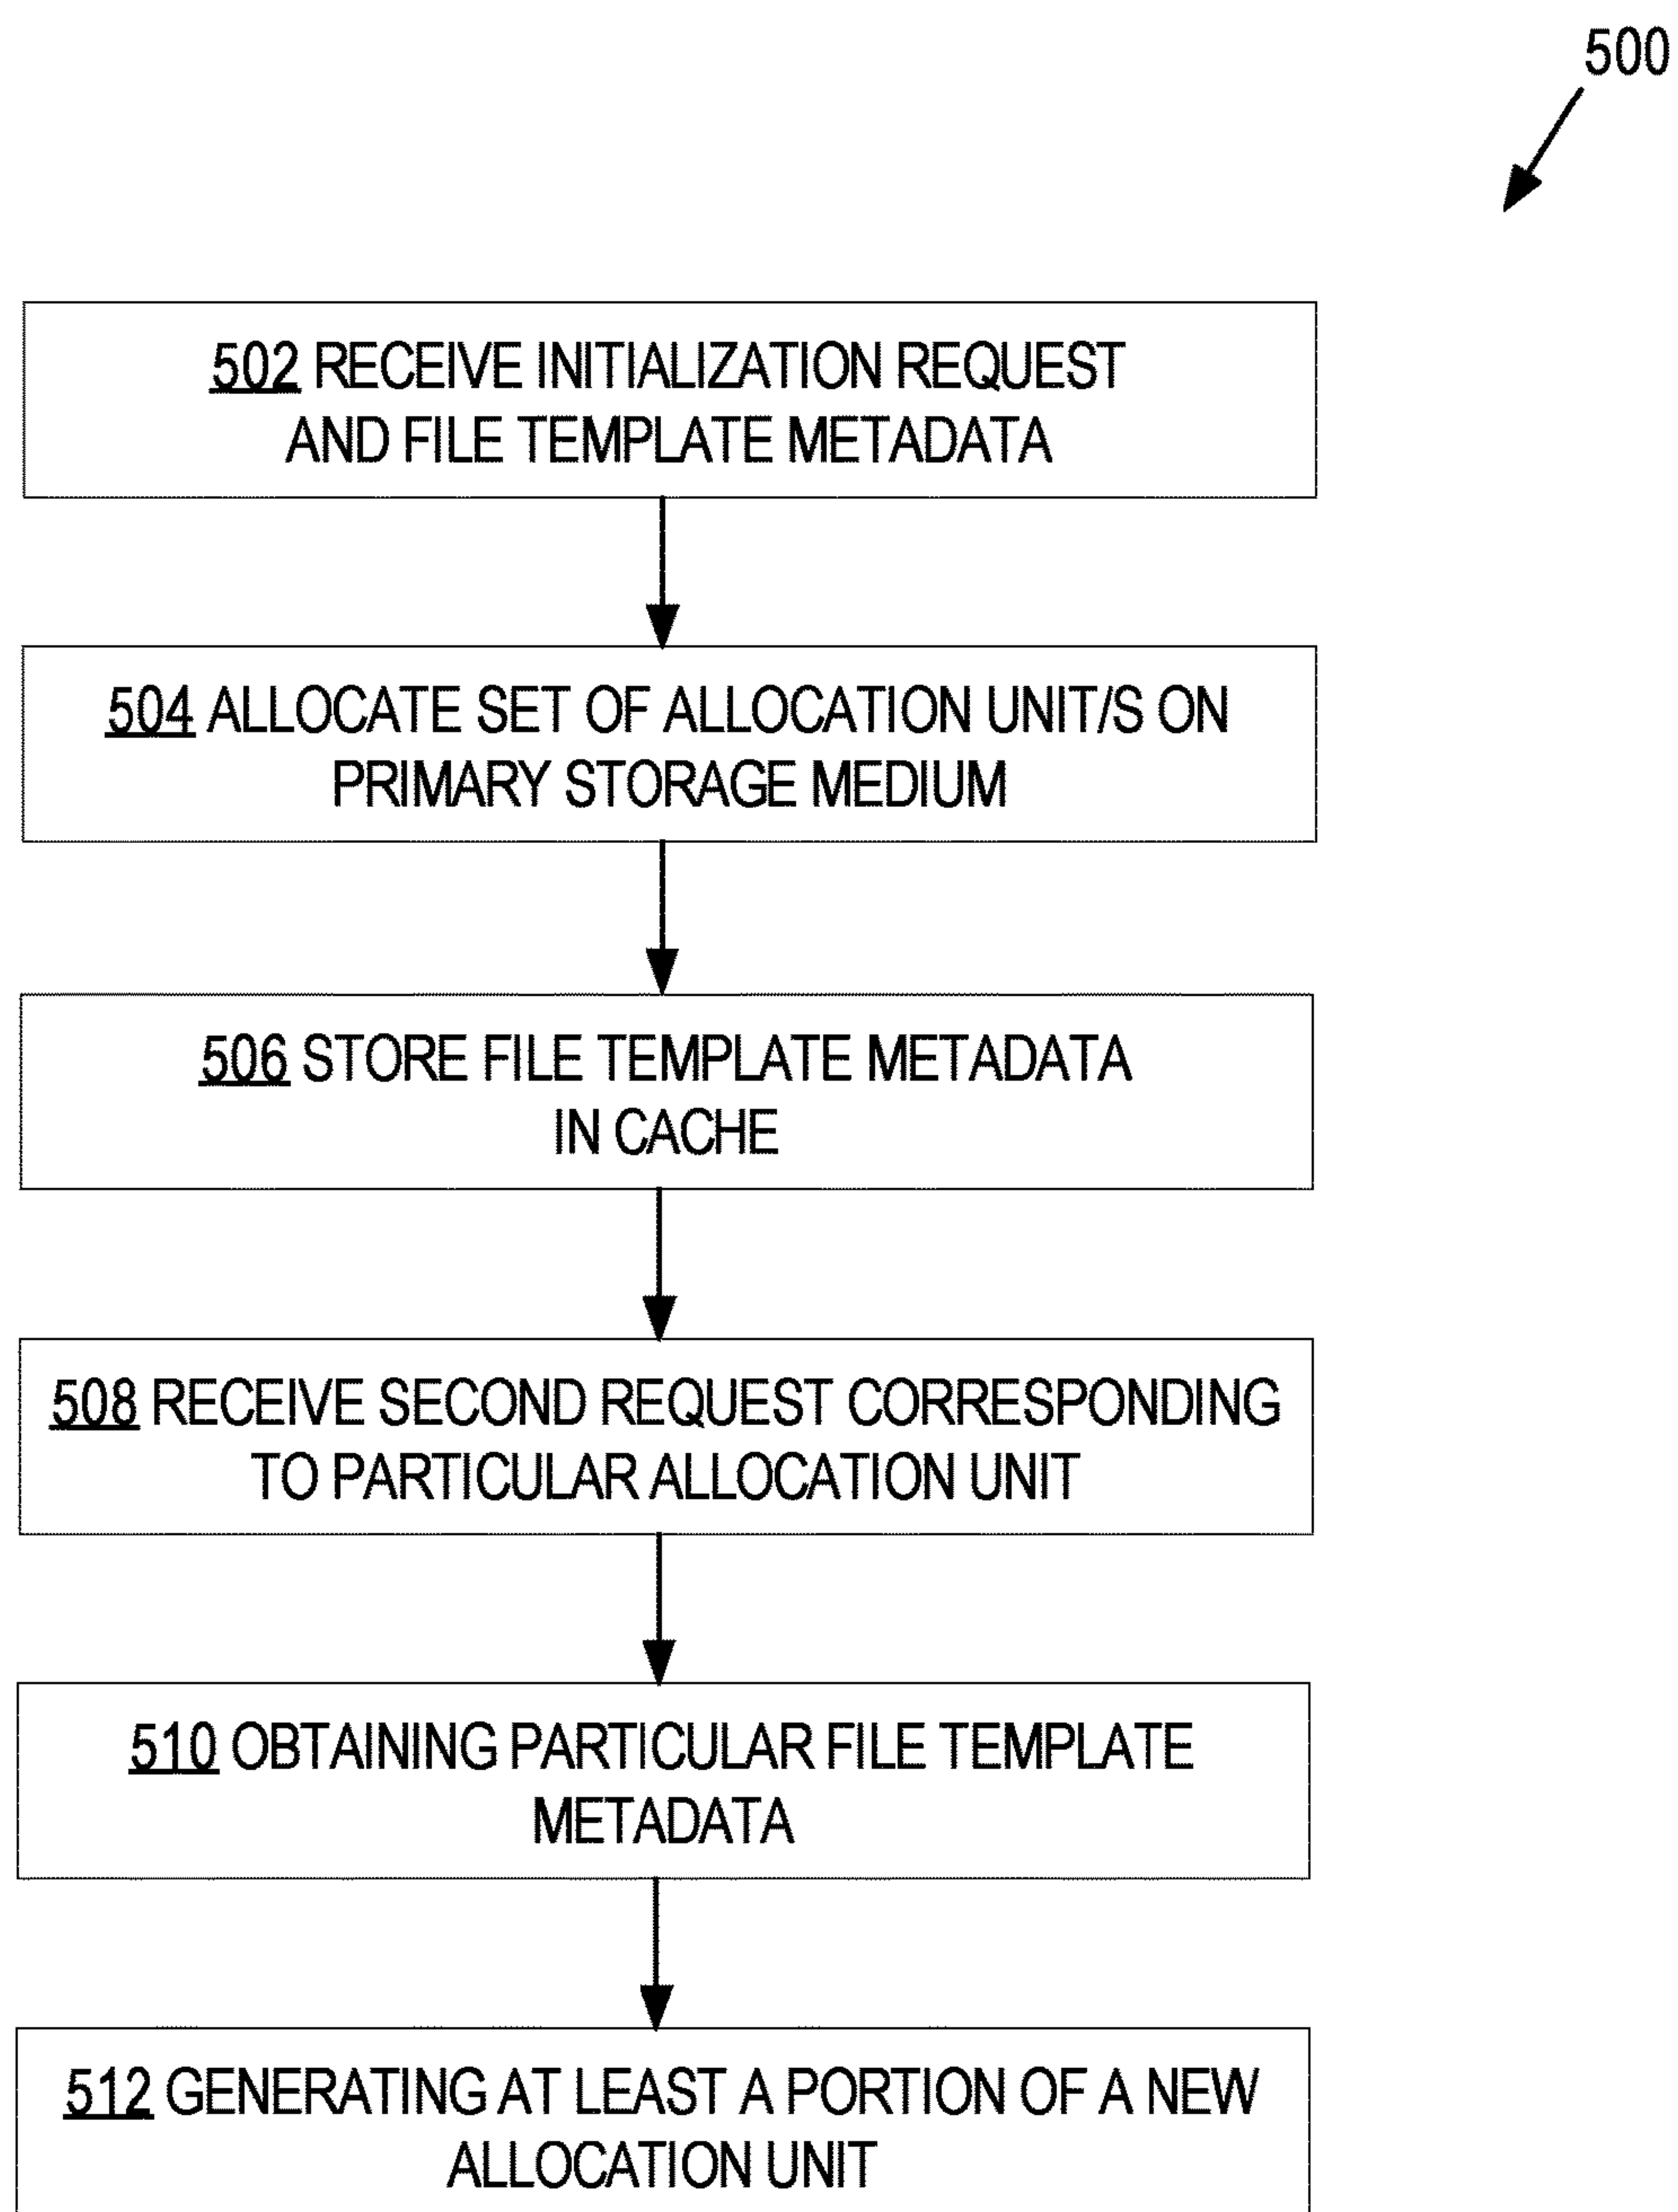 500
502 RECEIVE INITIALIZATION REQUEST
AND FILE TEMPLATE METADATA
504 ALLOCATE SET OF ALLOCATION UNIT/S ON
PRIMARY STORAGE MEDIUM
506 STORE FILE TEMPLATE METADATA
IN CACHE
508 RECEIVE SECOND REQUEST CORRESPONDING
TO PARTICULAR ALLOCATION UNIT
510 OBTAINING PARTICULAR FILE TEMPLATE
METADATA
512 GENERATING AT LEAST A PORTION OF A NEW
ALLOCATION UNIT